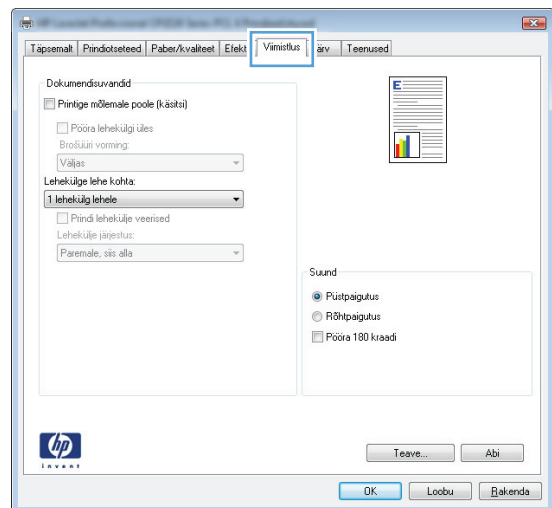 Täpsemalt Prindiotseteed Paber/kvaliteet Efekt Viimistlus ärv Teenused
Dokumendisuvandid
Printige mõlemale poole (käsitsi)
Pööra lehekülgi üles
Brošüüri vorming:
Väljas
Lehekülge lehe kohta:
1 lehekülg lehele
Prindi lehekülje veerised
Lehekülje järjestus:
Paremale, siis alla
E
Suund
Püstpaigutus
Rõhtpaigutus
Pööra 180 kraadi
hp
invent
Teave... Abi
OK Loobu Rakenda